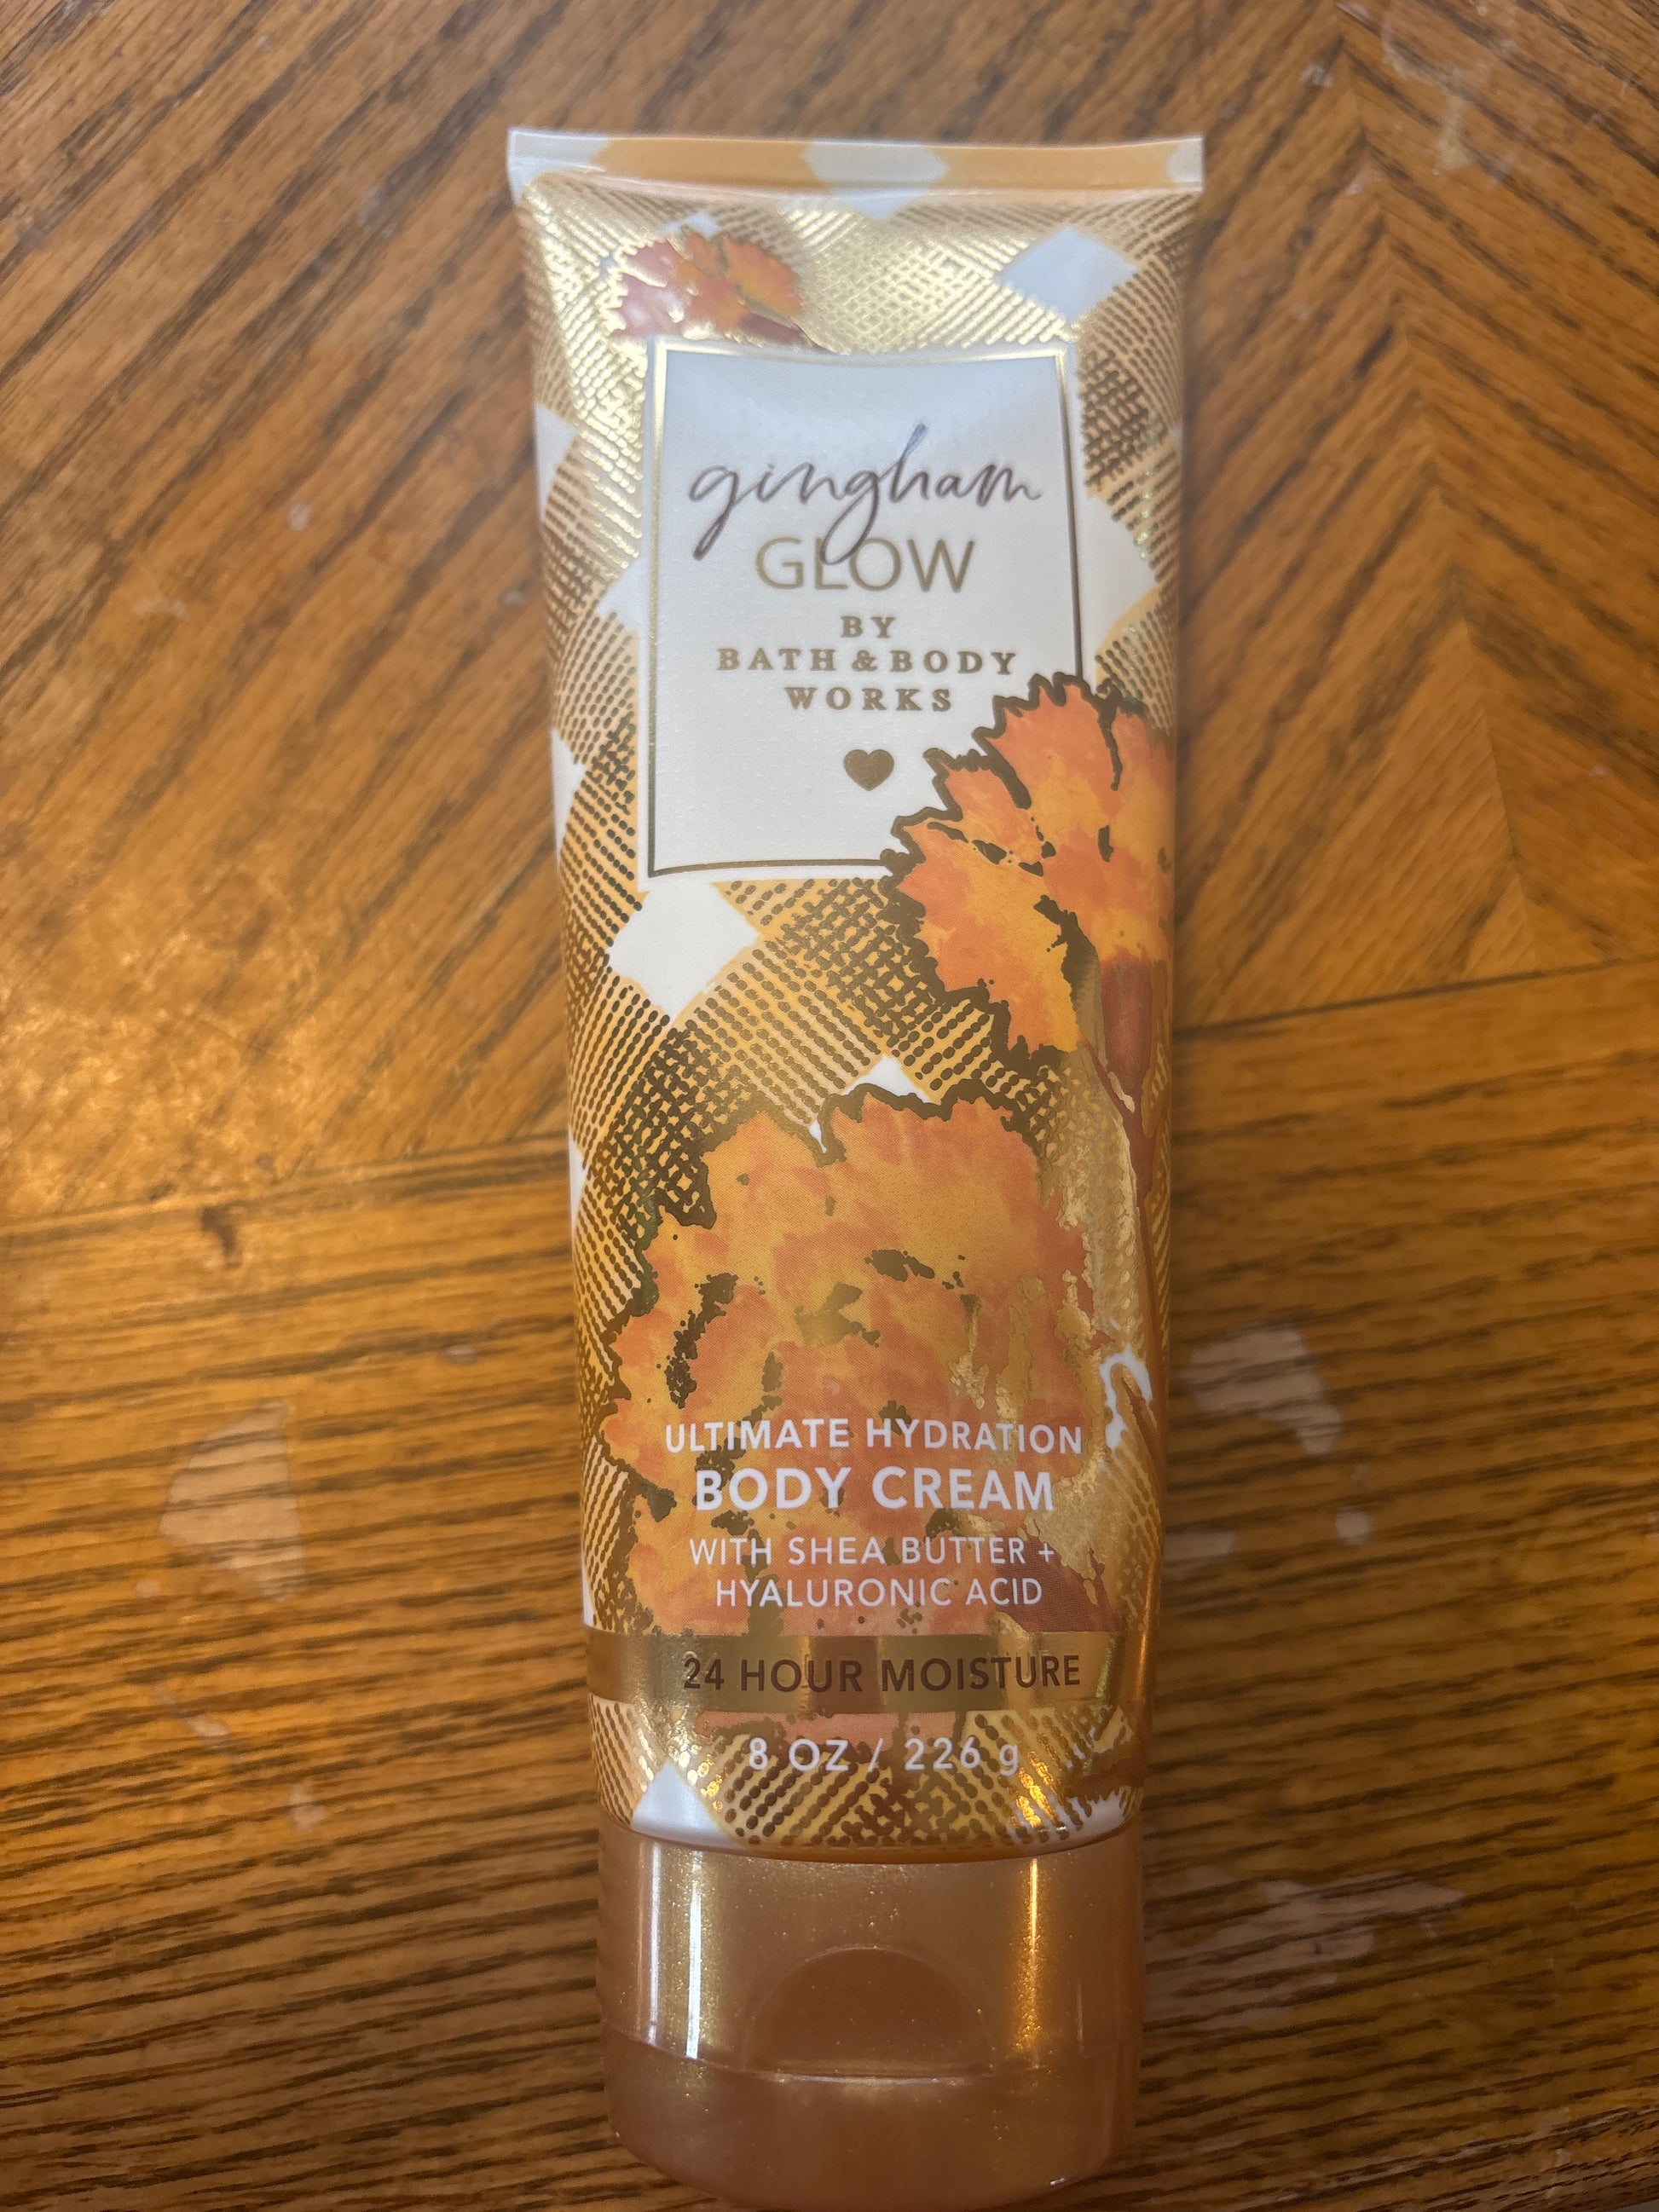 gingham
GLOW
BY
BATH & BODY
WORKS
ULTIMATE HYDRATION
BODY CREAM
WITH SHEA BUTTER +
HYALURONIC ACID
24 HOUR MOISTURE
8 OZ / 226 g